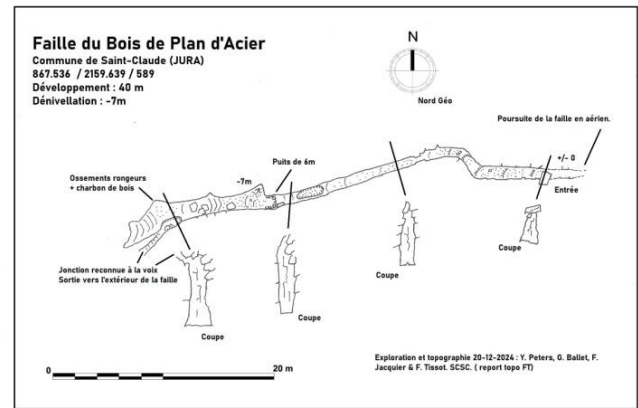 Faille du Bois de Plan d'Acier
Commune de Saint-Claude (JURA)
867.536 / 2159.639 / 589
Développement : 40 m
Dénivellation : -7m
N
Nord Géo
Poursuite de la faille en aérien.
Puits de 6m
+/- 0
Ossements rongeurs
+ charbon de bois
-7m
Entrée
Coupe
Coupe
Jonction reconnue à la voix
Sortie vers l'extérieur de la faille
Coupe
Coupe
0
20 m
Exploration et topographie 20-12-2024 : Y. Peters, G. Ballet, F.
Jacquier & F. Tissot. SCSC. ( report topo FT)